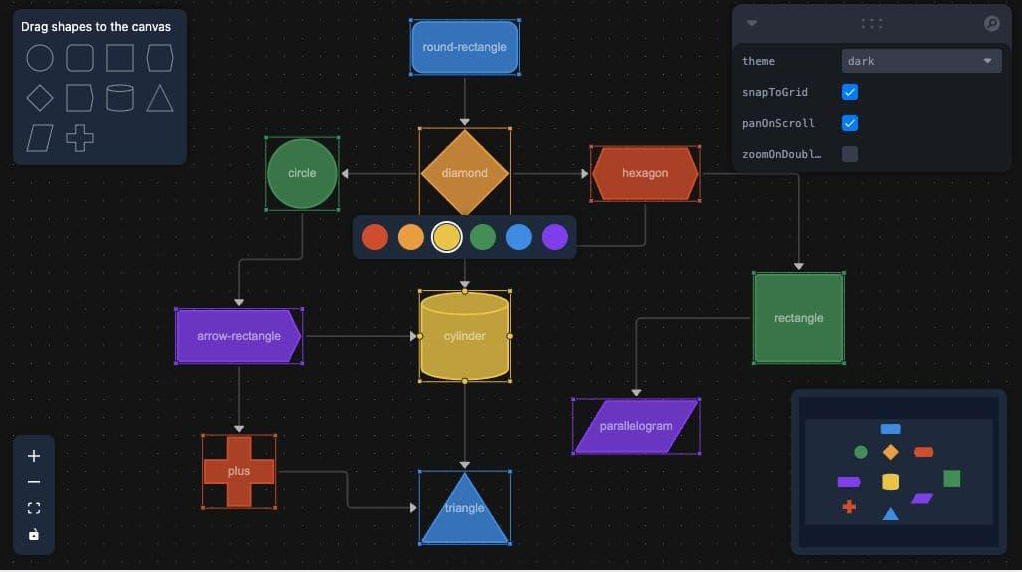 Drag shapes to the canvas
round-rectangle
theme
dark
snapToGrid
panOnScroll
zoomOnDoubl…
circle
diamond
hexagon
arrow-rectangle
cylinder
rectangle
parallelogram
plus
triangle